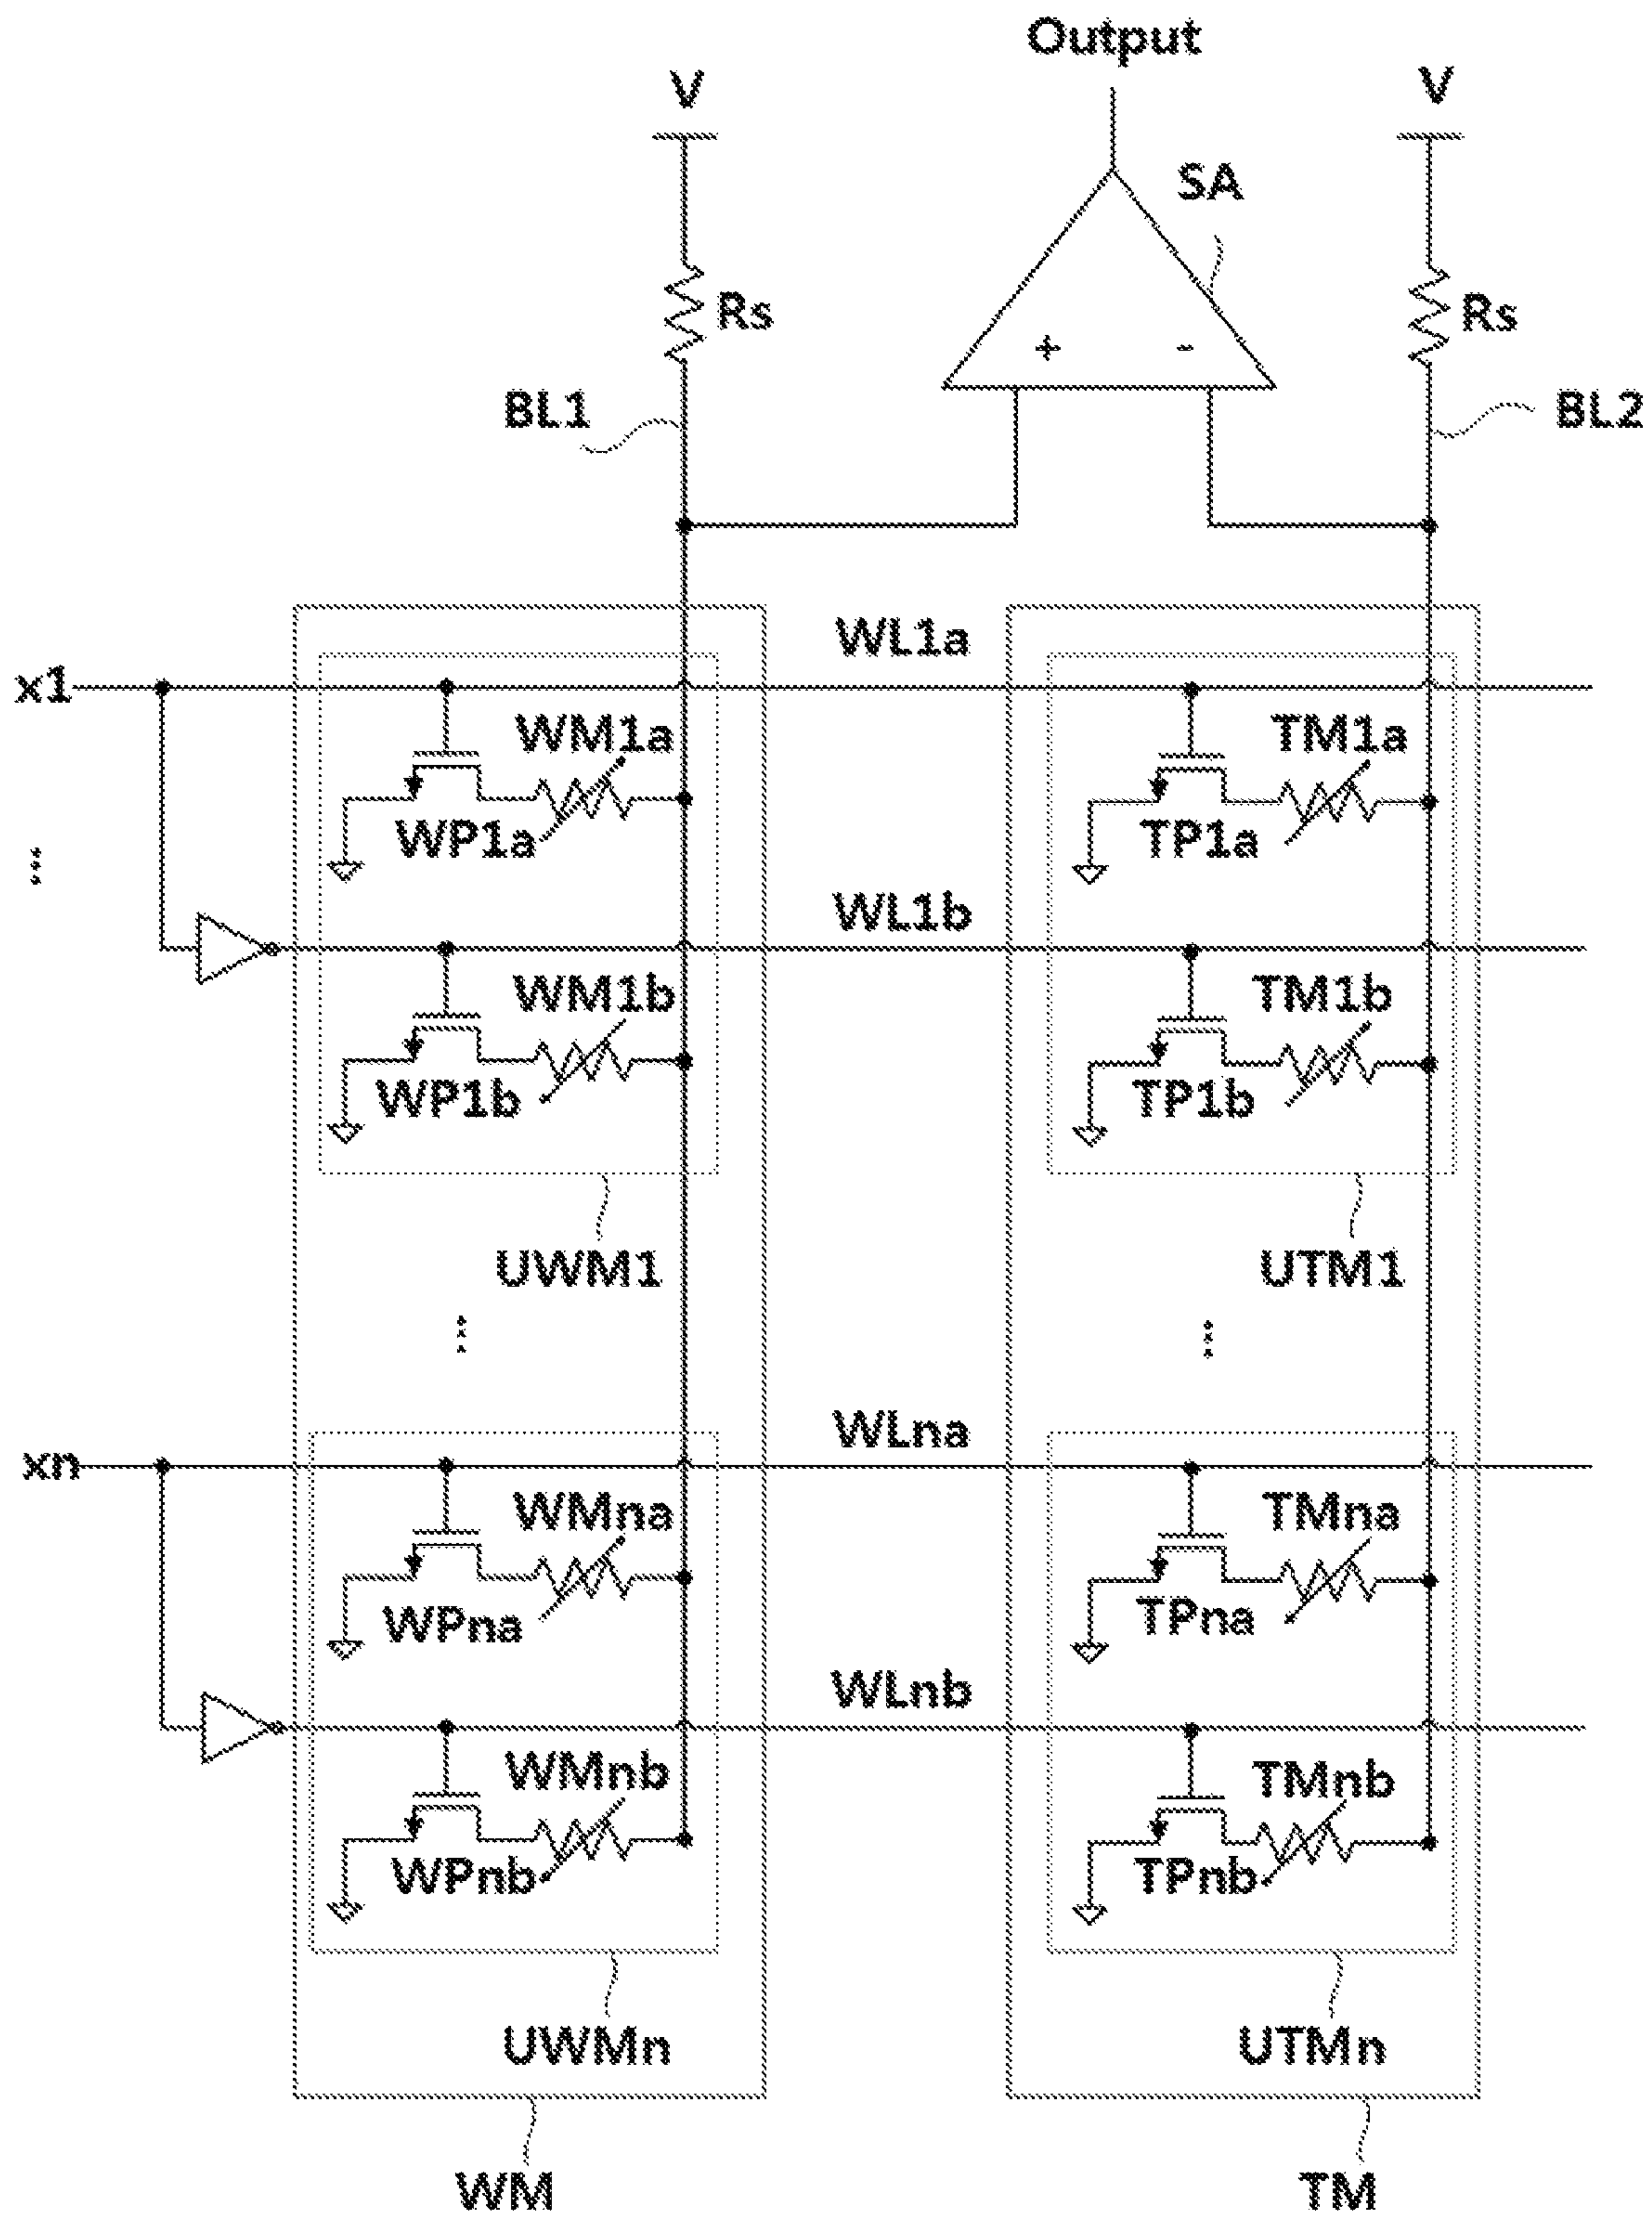 Output
V
V
SA
+
-
Rs
Rs
BL1
BL2
WL1a
x1
WM1a
TM1a
WP1a
TP1a
WL1b
WM1b
TM1b
WP1b
TP1b
UWM1
UTM1
WLna
xn
WMna
TMna
WPna
TPna
WLnb
WMnb
TMnb
WPnb
TPnb
UWMn
UTMn
WM
TM